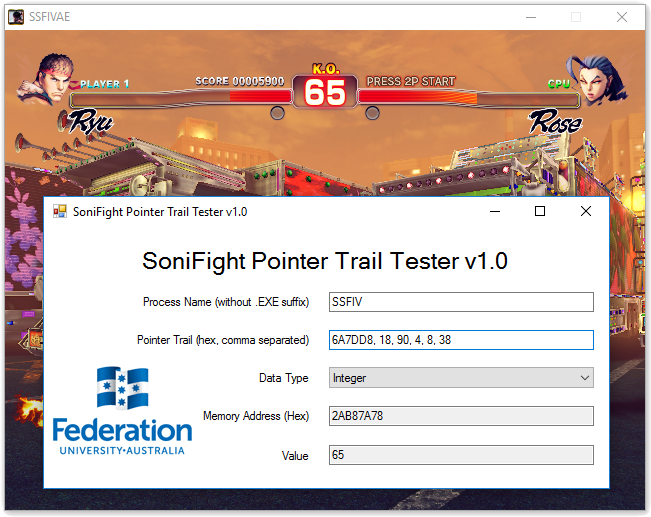 SSFIVAE
K.O.
PLAYER 1
SCORE 00005900
65
PRESS 2P START
CPU
Ryu
Rose
SoniFight Pointer Trail Tester v1.0
SoniFight Pointer Trail Tester v1.0
Process Name (without .EXE suffix) SSFIV
Pointer Trail (hex, comma separated) 6A7DD8, 18, 90, 4, 8, 38
Data Type Integer
Memory Address (Hex) 2AB87A78
Value 65
Federation
UNIVERSITY•AUSTRALIA